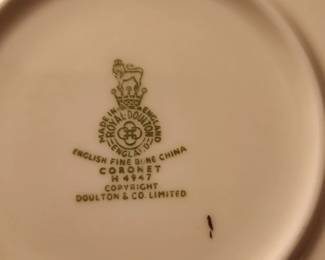 MADE IN ENGLAND
ROYAL DOULTON
ENGLAND
ENGLISH FINE BONE CHINA
CORONET
H 4947
COPYRIGHT
DOULTON & CO. LIMITED